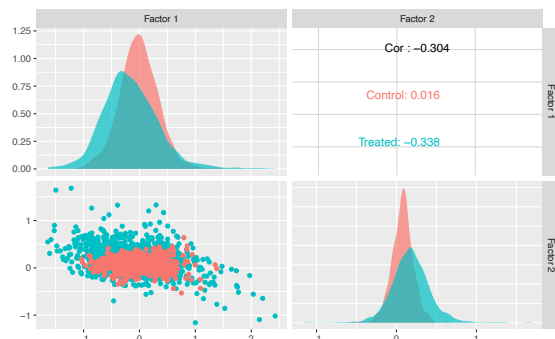 Factor 1
Factor 2
1.25
1.00
0.75
0.50
0.25
0.00
Cor : −0.304
Control: 0.016
Treated: −0.338
Factor 1
1
0
−1
Factor 2
1
0
2
1
0
1